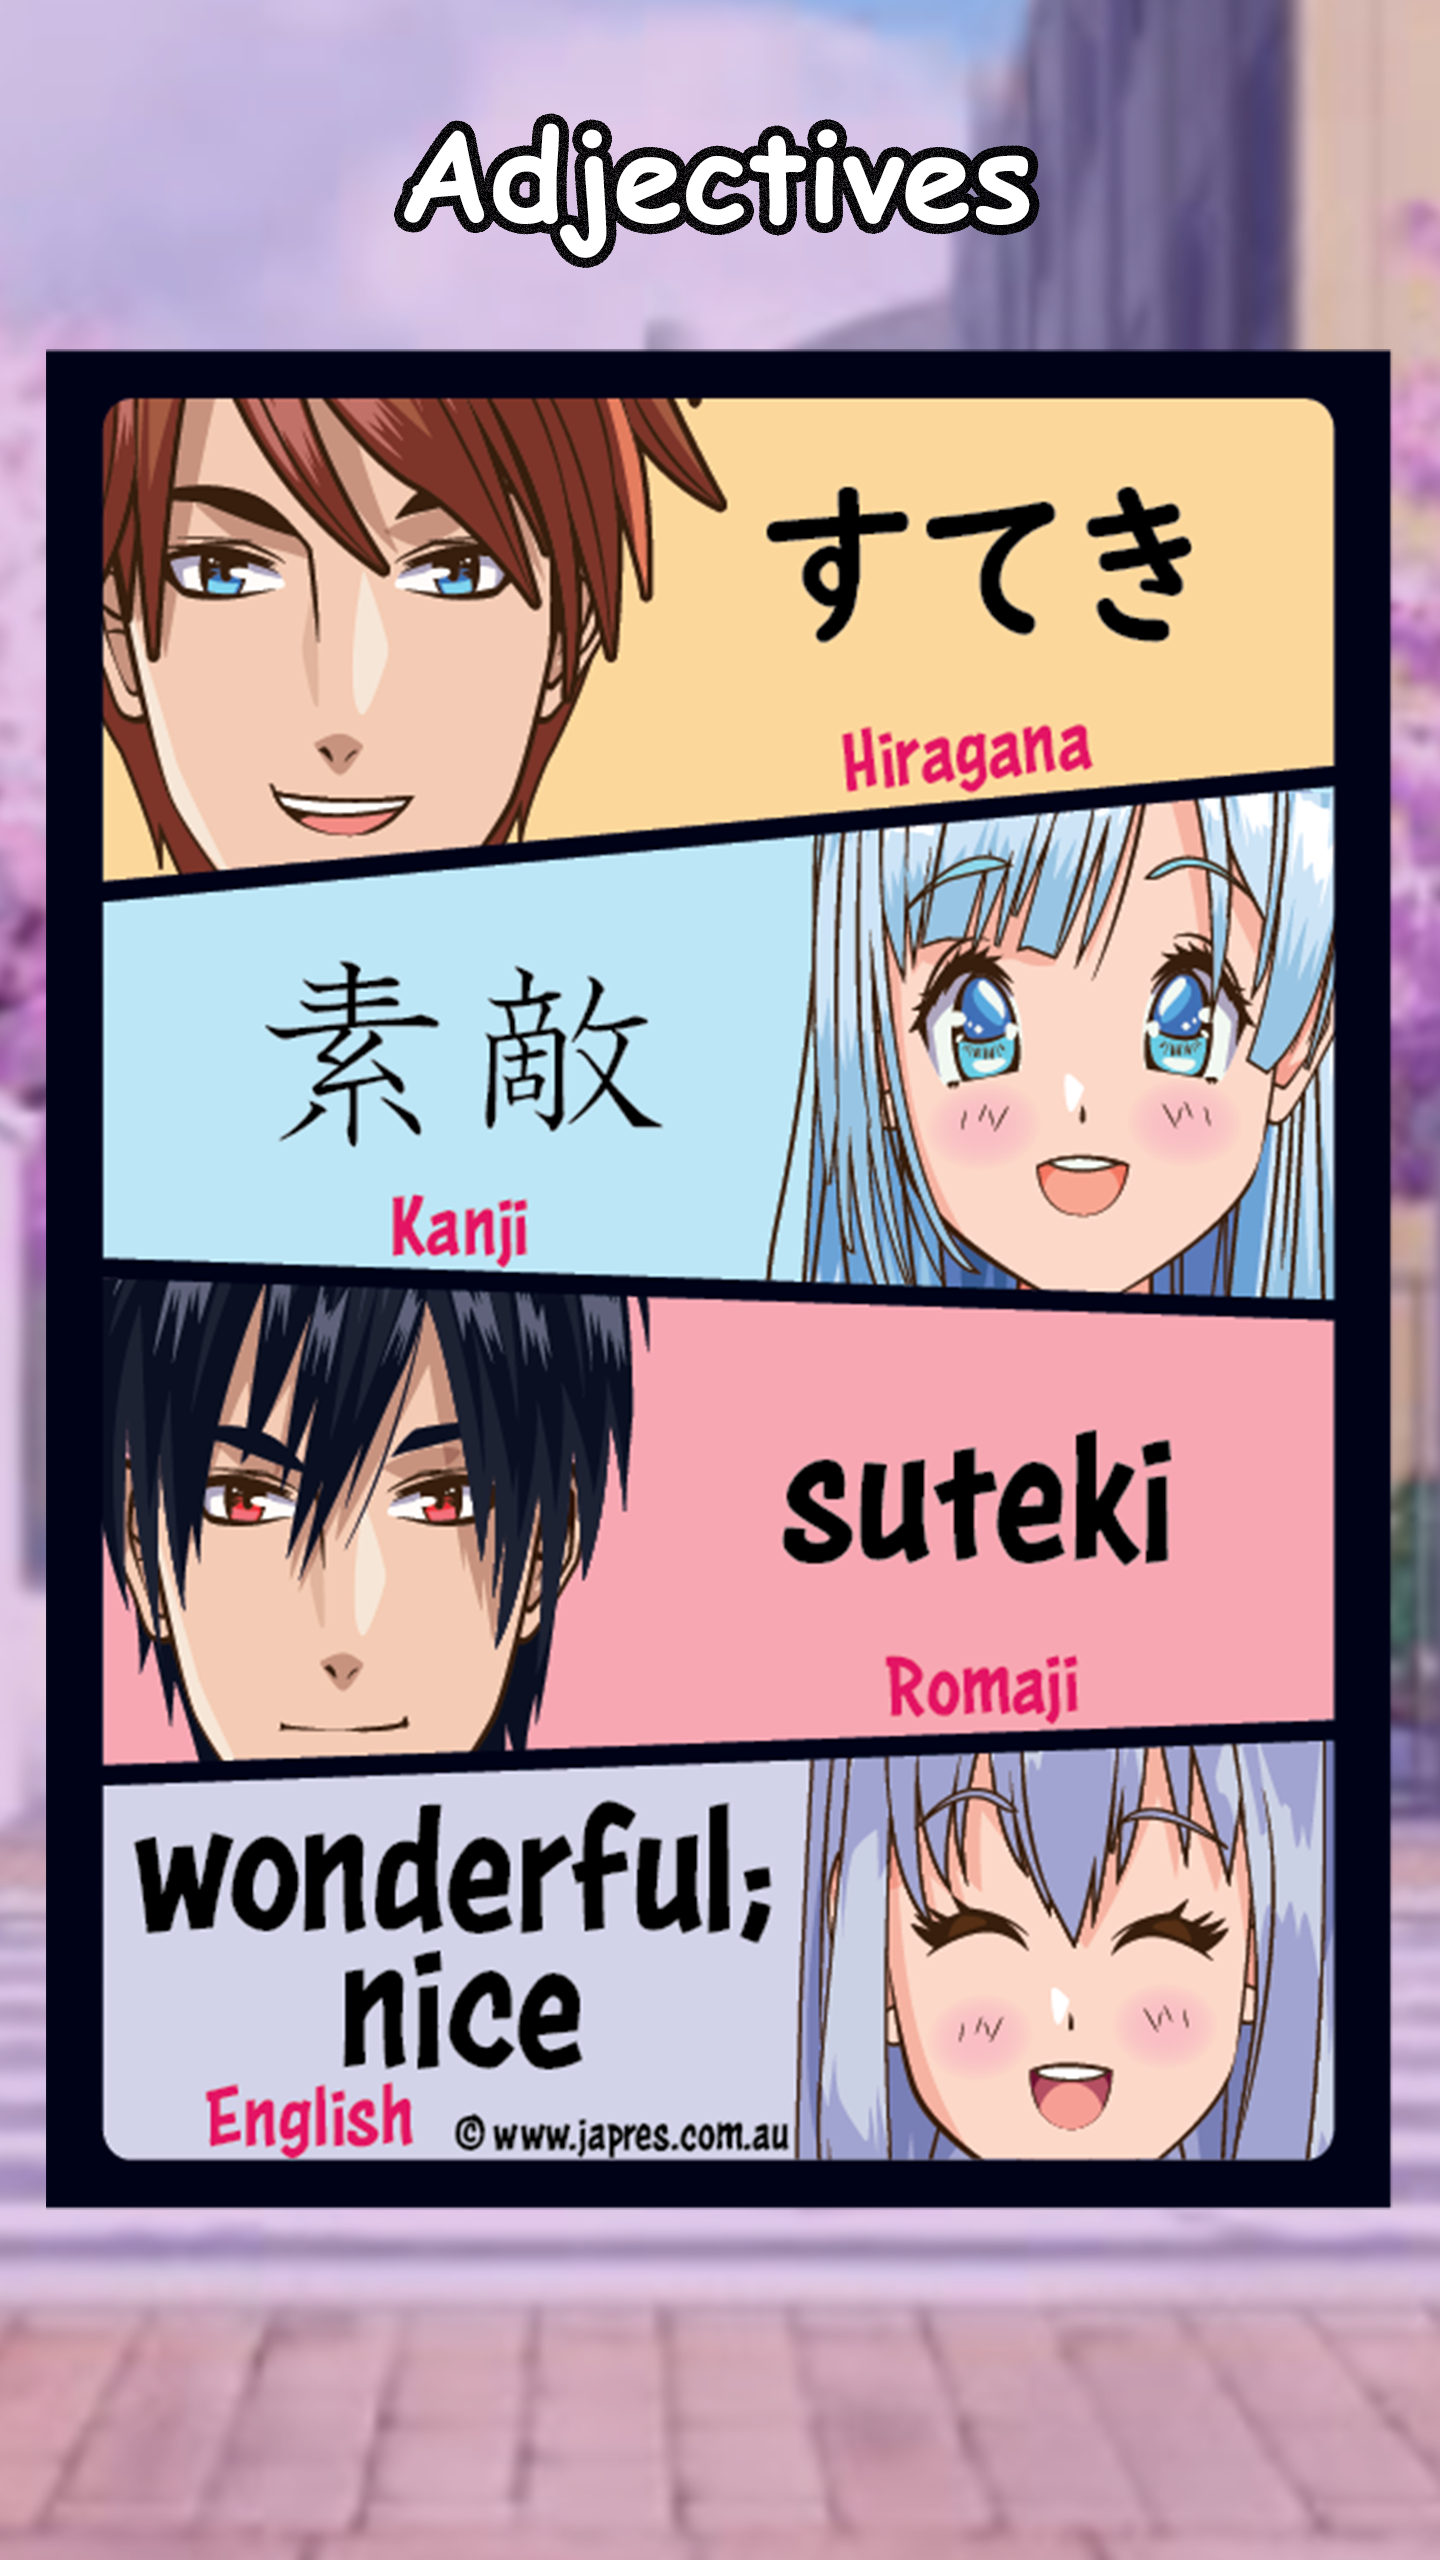 Adjectives
すてき
Hiragana
素敵
Kanji
suteki
Romaji
wonderful;
nice
English
© www.japres.com.au